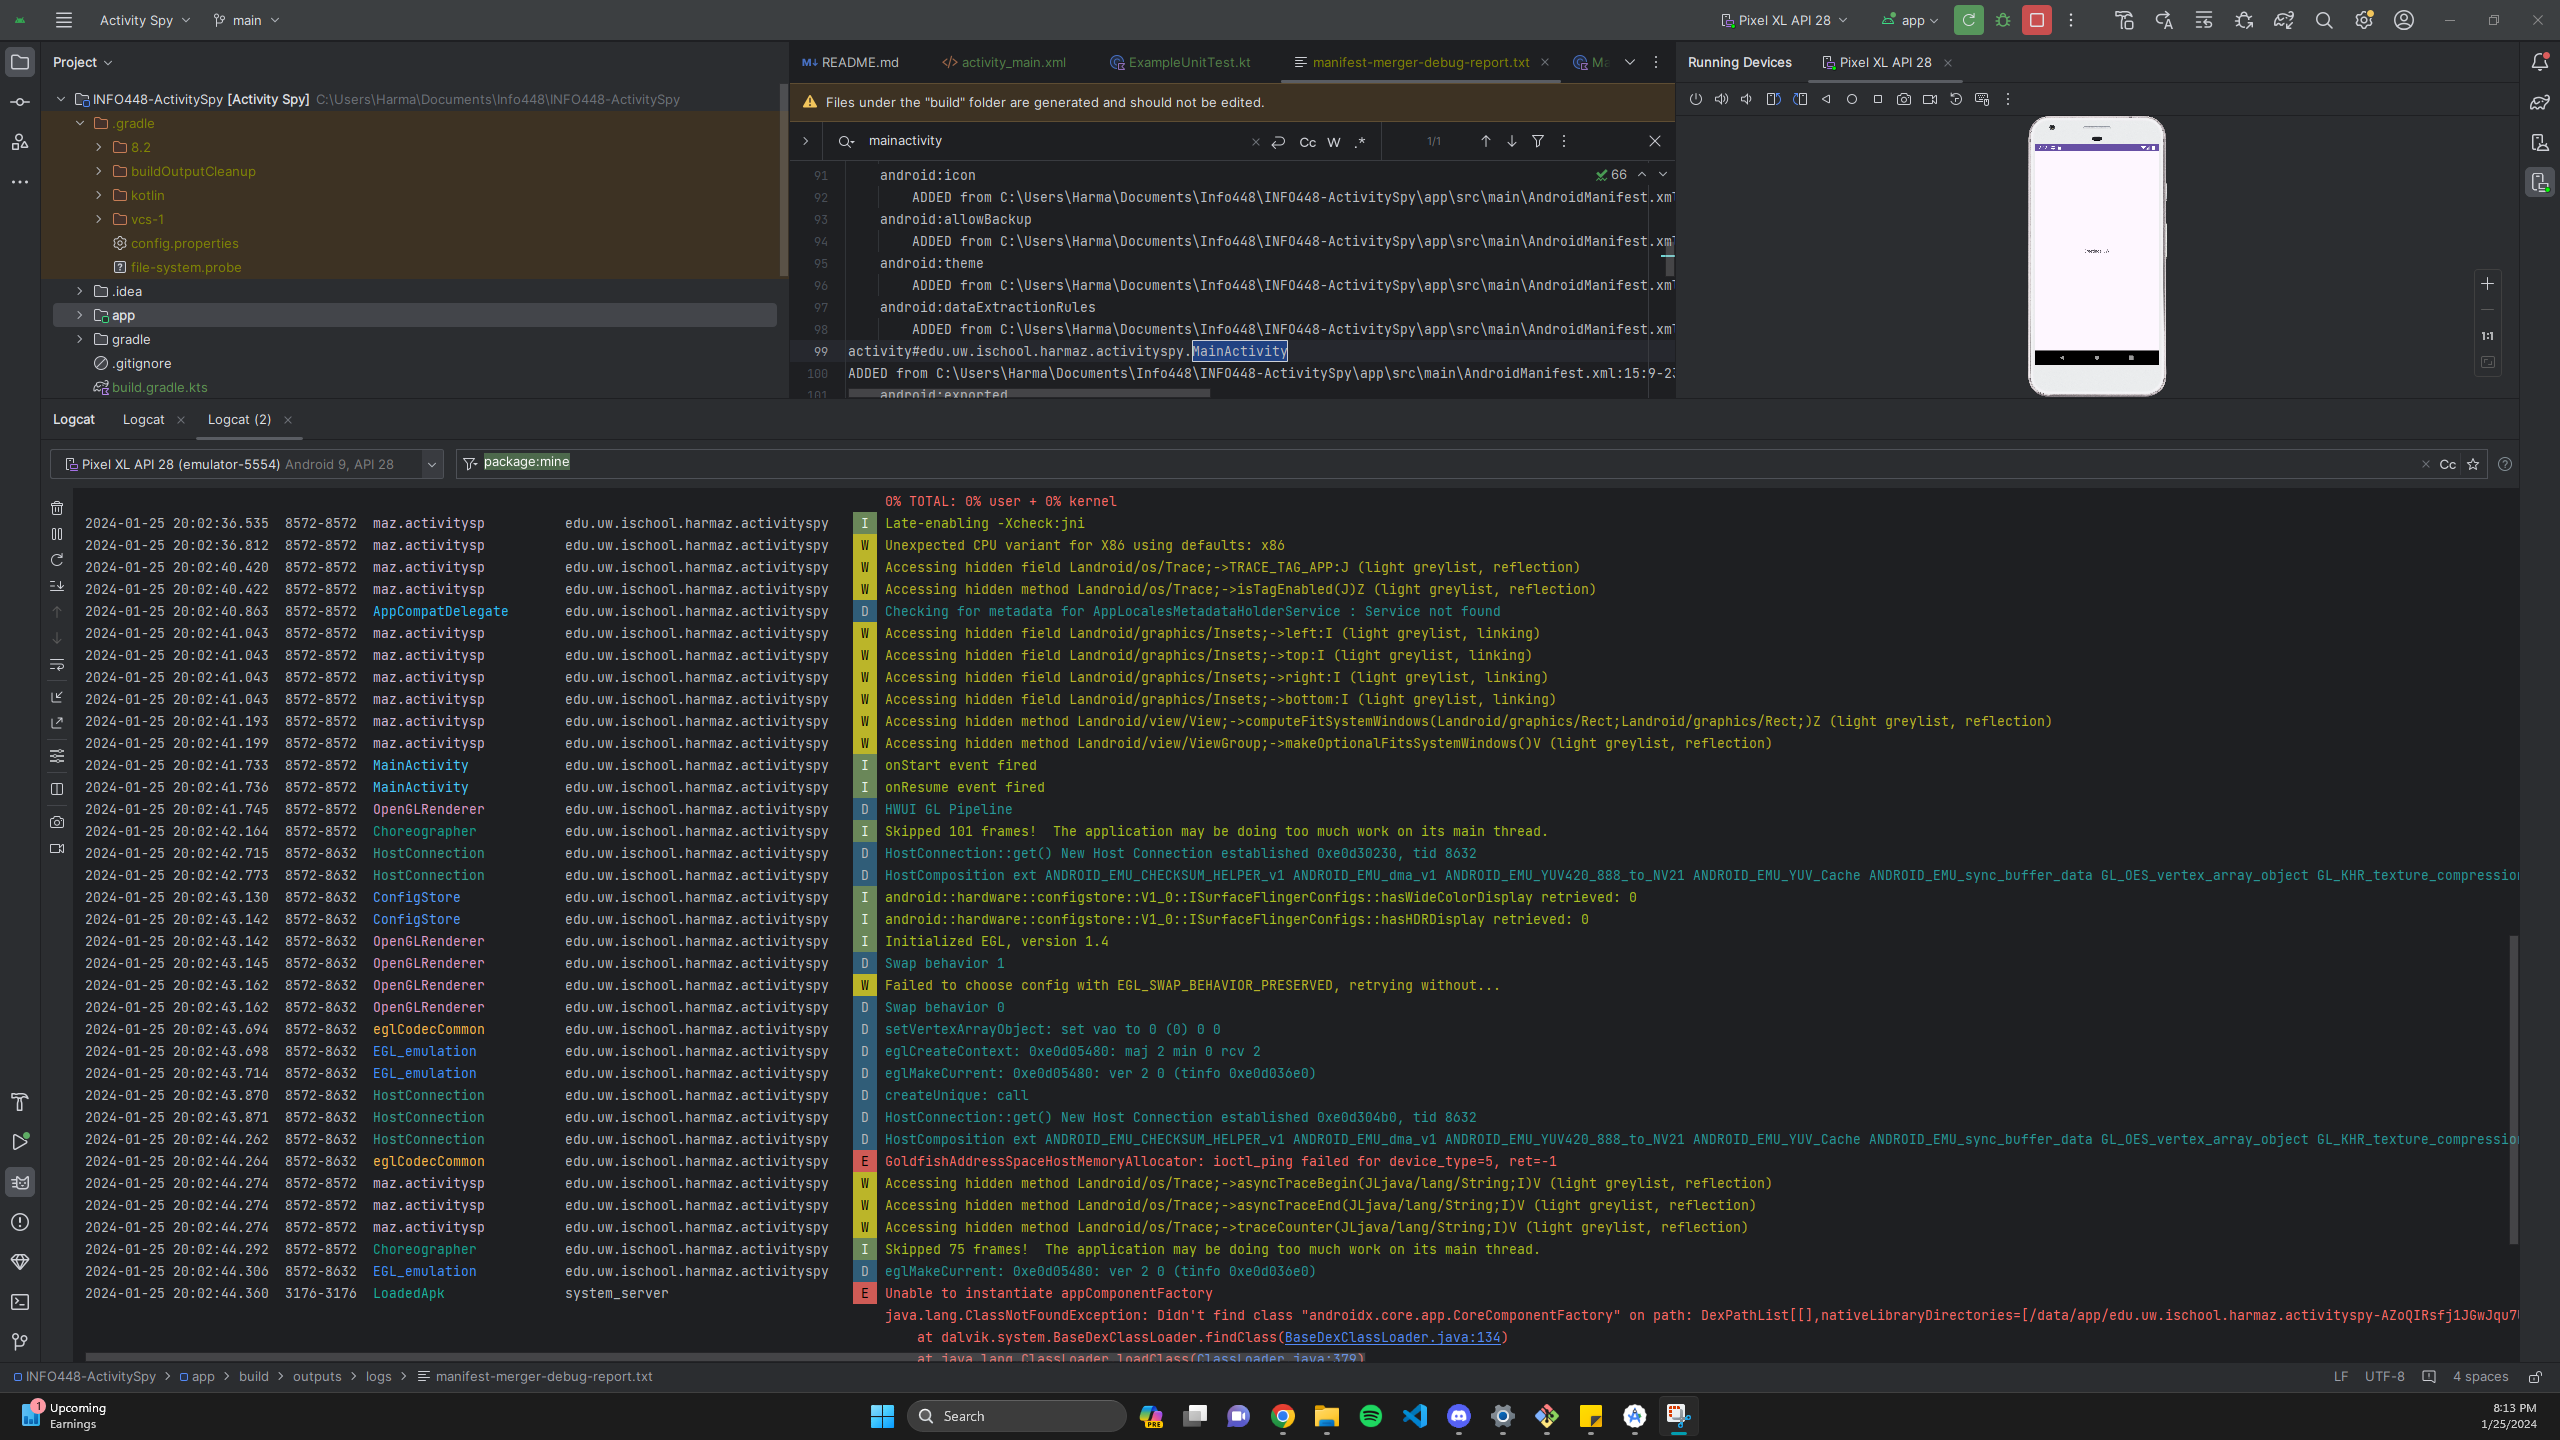 Activity Spy
main
Pixel XL API 28
app
Project
INFO448-ActivitySpy [Activity Spy] C:\Users\Harma\Documents\Info448\INFO448-ActivitySpy
.gradle
8.2
buildOutputCleanup
kotlin
vcs-1
config.properties
file-system.probe
.idea
app
gradle
.gitignore
build.gradle.kts
README.md
activity_main.xml
ExampleUnitTest.kt
manifest-merger-debug-report.txt
Files under the "build" folder are generated and should not be edited.
mainactivity
Cc W .*
1/1
66
91 android:icon
92 ADDED from C:\Users\Harma\Documents\Info448\INFO448-ActivitySpy\app\src\main\AndroidManifest.xml
93 android:allowBackup
94 ADDED from C:\Users\Harma\Documents\Info448\INFO448-ActivitySpy\app\src\main\AndroidManifest.xml
95 android:theme
96 ADDED from C:\Users\Harma\Documents\Info448\INFO448-ActivitySpy\app\src\main\AndroidManifest.xml
97 android:dataExtractionRules
98 ADDED from C:\Users\Harma\Documents\Info448\INFO448-ActivitySpy\app\src\main\AndroidManifest.xml
99 activity#edu.uw.ischool.harmaz.activityspy.MainActivity
100 ADDED from C:\Users\Harma\Documents\Info448\INFO448-ActivitySpy\app\src\main\AndroidManifest.xml:15:9-23
101 android:exported
Running Devices
Pixel XL API 28
1:1
Logcat
Logcat
Logcat (2)
Pixel XL API 28 (emulator-5554) Android 9, API 28
package:mine
Cc
0% TOTAL: 0% user + 0% kernel
2024-01-25 20:02:36.535 8572-8572 maz.activitysp edu.uw.ischool.harmaz.activityspy I Late-enabling -Xcheck:jni
2024-01-25 20:02:36.812 8572-8572 maz.activitysp edu.uw.ischool.harmaz.activityspy W Unexpected CPU variant for X86 using defaults: x86
2024-01-25 20:02:40.420 8572-8572 maz.activitysp edu.uw.ischool.harmaz.activityspy W Accessing hidden field Landroid/os/Trace;->TRACE_TAG_APP:J (light greylist, reflection)
2024-01-25 20:02:40.422 8572-8572 maz.activitysp edu.uw.ischool.harmaz.activityspy W Accessing hidden method Landroid/os/Trace;->isTagEnabled(J)Z (light greylist, reflection)
2024-01-25 20:02:40.863 8572-8572 AppCompatDelegate edu.uw.ischool.harmaz.activityspy D Checking for metadata for AppLocalesMetadataHolderService : Service not found
2024-01-25 20:02:41.043 8572-8572 maz.activitysp edu.uw.ischool.harmaz.activityspy W Accessing hidden field Landroid/graphics/Insets;->left:I (light greylist, linking)
2024-01-25 20:02:41.043 8572-8572 maz.activitysp edu.uw.ischool.harmaz.activityspy W Accessing hidden field Landroid/graphics/Insets;->top:I (light greylist, linking)
2024-01-25 20:02:41.043 8572-8572 maz.activitysp edu.uw.ischool.harmaz.activityspy W Accessing hidden field Landroid/graphics/Insets;->right:I (light greylist, linking)
2024-01-25 20:02:41.043 8572-8572 maz.activitysp edu.uw.ischool.harmaz.activityspy W Accessing hidden field Landroid/graphics/Insets;->bottom:I (light greylist, linking)
2024-01-25 20:02:41.193 8572-8572 maz.activitysp edu.uw.ischool.harmaz.activityspy W Accessing hidden method Landroid/view/View;->computeFitSystemWindows(Landroid/graphics/Rect;Landroid/graphics/Rect;)Z (light greylist, reflection)
2024-01-25 20:02:41.199 8572-8572 maz.activitysp edu.uw.ischool.harmaz.activityspy W Accessing hidden method Landroid/view/ViewGroup;->makeOptionalFitsSystemWindows()V (light greylist, reflection)
2024-01-25 20:02:41.733 8572-8572 MainActivity edu.uw.ischool.harmaz.activityspy I onStart event fired
2024-01-25 20:02:41.736 8572-8572 MainActivity edu.uw.ischool.harmaz.activityspy I onResume event fired
2024-01-25 20:02:41.745 8572-8572 OpenGLRenderer edu.uw.ischool.harmaz.activityspy D HWUI GL Pipeline
2024-01-25 20:02:42.164 8572-8572 Choreographer edu.uw.ischool.harmaz.activityspy I Skipped 101 frames!  The application may be doing too much work on its main thread.
2024-01-25 20:02:42.715 8572-8632 HostConnection edu.uw.ischool.harmaz.activityspy D HostConnection::get() New Host Connection established 0xe0d30230, tid 8632
2024-01-25 20:02:42.773 8572-8632 HostConnection edu.uw.ischool.harmaz.activityspy D HostComposition ext ANDROID_EMU_CHECKSUM_HELPER_v1 ANDROID_EMU_dma_v1 ANDROID_EMU_YUV420_888_to_NV21 ANDROID_EMU_YUV_Cache ANDROID_EMU_sync_buffer_data GL_OES_vertex_array_object GL_KHR_texture_compression
2024-01-25 20:02:43.130 8572-8632 ConfigStore edu.uw.ischool.harmaz.activityspy I android::hardware::configstore::V1_0::ISurfaceFlingerConfigs::hasWideColorDisplay retrieved: 0
2024-01-25 20:02:43.142 8572-8632 ConfigStore edu.uw.ischool.harmaz.activityspy I android::hardware::configstore::V1_0::ISurfaceFlingerConfigs::hasHDRDisplay retrieved: 0
2024-01-25 20:02:43.142 8572-8632 OpenGLRenderer edu.uw.ischool.harmaz.activityspy I Initialized EGL, version 1.4
2024-01-25 20:02:43.145 8572-8632 OpenGLRenderer edu.uw.ischool.harmaz.activityspy D Swap behavior 1
2024-01-25 20:02:43.162 8572-8632 OpenGLRenderer edu.uw.ischool.harmaz.activityspy W Failed to choose config with EGL_SWAP_BEHAVIOR_PRESERVED, retrying without...
2024-01-25 20:02:43.162 8572-8632 OpenGLRenderer edu.uw.ischool.harmaz.activityspy D Swap behavior 0
2024-01-25 20:02:43.694 8572-8632 eglCodecCommon edu.uw.ischool.harmaz.activityspy D setVertexArrayObject: set vao to 0 (0) 0 0
2024-01-25 20:02:43.698 8572-8632 EGL_emulation edu.uw.ischool.harmaz.activityspy D eglCreateContext: 0xe0d05480: maj 2 min 0 rcv 2
2024-01-25 20:02:43.714 8572-8632 EGL_emulation edu.uw.ischool.harmaz.activityspy D eglMakeCurrent: 0xe0d05480: ver 2 0 (tinfo 0xe0d036e0)
2024-01-25 20:02:43.870 8572-8632 HostConnection edu.uw.ischool.harmaz.activityspy D createUnique: call
2024-01-25 20:02:43.871 8572-8632 HostConnection edu.uw.ischool.harmaz.activityspy D HostConnection::get() New Host Connection established 0xe0d304b0, tid 8632
2024-01-25 20:02:44.262 8572-8632 HostConnection edu.uw.ischool.harmaz.activityspy D HostComposition ext ANDROID_EMU_CHECKSUM_HELPER_v1 ANDROID_EMU_dma_v1 ANDROID_EMU_YUV420_888_to_NV21 ANDROID_EMU_YUV_Cache ANDROID_EMU_sync_buffer_data GL_OES_vertex_array_object GL_KHR_texture_compression
2024-01-25 20:02:44.264 8572-8632 eglCodecCommon edu.uw.ischool.harmaz.activityspy E GoldfishAddressSpaceHostMemoryAllocator: ioctl_ping failed for device_type=5, ret=-1
2024-01-25 20:02:44.274 8572-8572 maz.activitysp edu.uw.ischool.harmaz.activityspy W Accessing hidden method Landroid/os/Trace;->asyncTraceBegin(JLjava/lang/String;I)V (light greylist, reflection)
2024-01-25 20:02:44.274 8572-8572 maz.activitysp edu.uw.ischool.harmaz.activityspy W Accessing hidden method Landroid/os/Trace;->asyncTraceEnd(JLjava/lang/String;I)V (light greylist, reflection)
2024-01-25 20:02:44.274 8572-8572 maz.activitysp edu.uw.ischool.harmaz.activityspy W Accessing hidden method Landroid/os/Trace;->traceCounter(JLjava/lang/String;I)V (light greylist, reflection)
2024-01-25 20:02:44.292 8572-8572 Choreographer edu.uw.ischool.harmaz.activityspy I Skipped 75 frames!  The application may be doing too much work on its main thread.
2024-01-25 20:02:44.306 8572-8632 EGL_emulation edu.uw.ischool.harmaz.activityspy D eglMakeCurrent: 0xe0d05480: ver 2 0 (tinfo 0xe0d036e0)
2024-01-25 20:02:44.360 3176-3176 LoadedApk system_server E Unable to instantiate appComponentFactory
java.lang.ClassNotFoundException: Didn't find class "androidx.core.app.CoreComponentFactory" on path: DexPathList[[],nativeLibraryDirectories=[/data/app/edu.uw.ischool.harmaz.activityspy-AZoQIRsfj1JGwJqu7
at dalvik.system.BaseDexClassLoader.findClass(BaseDexClassLoader.java:134)
at java.lang.ClassLoader.loadClass(ClassLoader.java:379)
INFO448-ActivitySpy > app > build > outputs > logs > manifest-merger-debug-report.txt
LF UTF-8 4 spaces
1
Upcoming
Earnings
Search
PRE
8:13 PM
1/25/2024